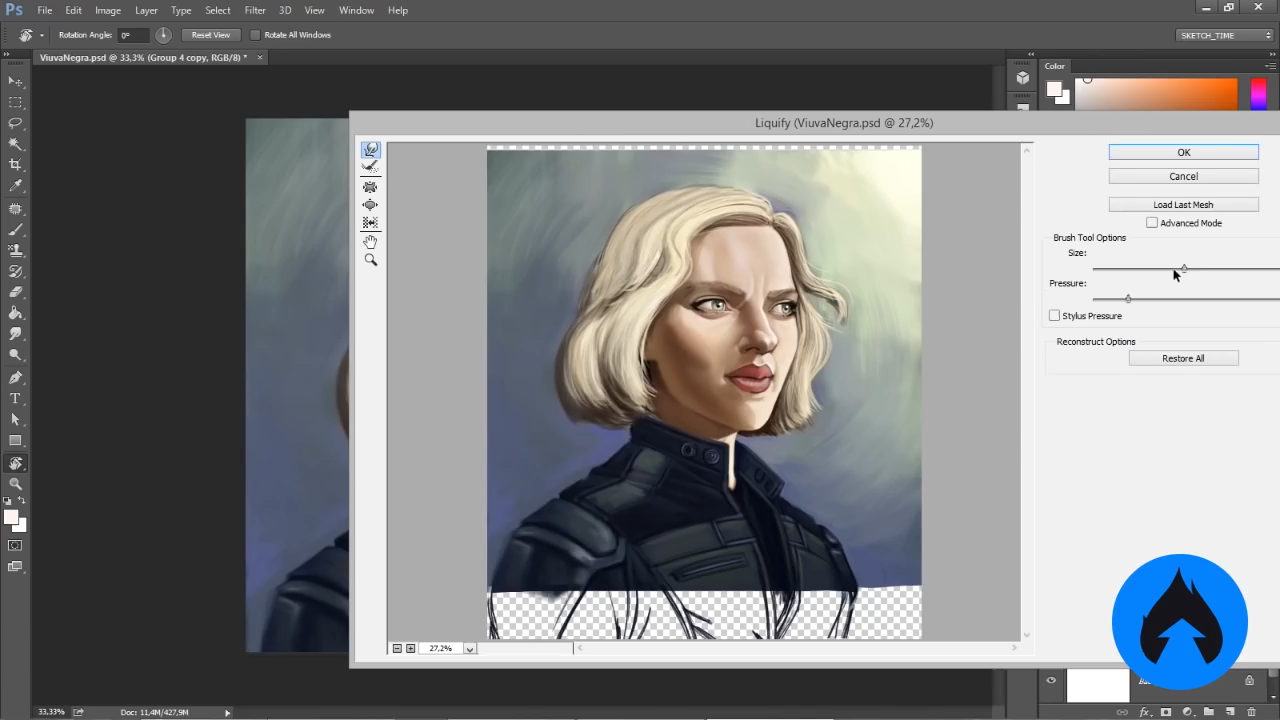 Ps File Edit Image Layer Type Select Filter 3D View Window Help
Rotation Angle: 0° Reset View Rotate All Windows SKETCH_TIME
ViuvaNegra.psd @ 33,3% (Group 4 copy, RGB/8) *
Color
Liquify (ViuvaNegra.psd @ 27,2%)
OK
Cancel
Load Last Mesh
Advanced Mode
Brush Tool Options
Size:
Pressure:
Stylus Pressure
Reconstruct Options
Restore All
27,2%
33,33% Doc: 11,4M/427,9M
fx